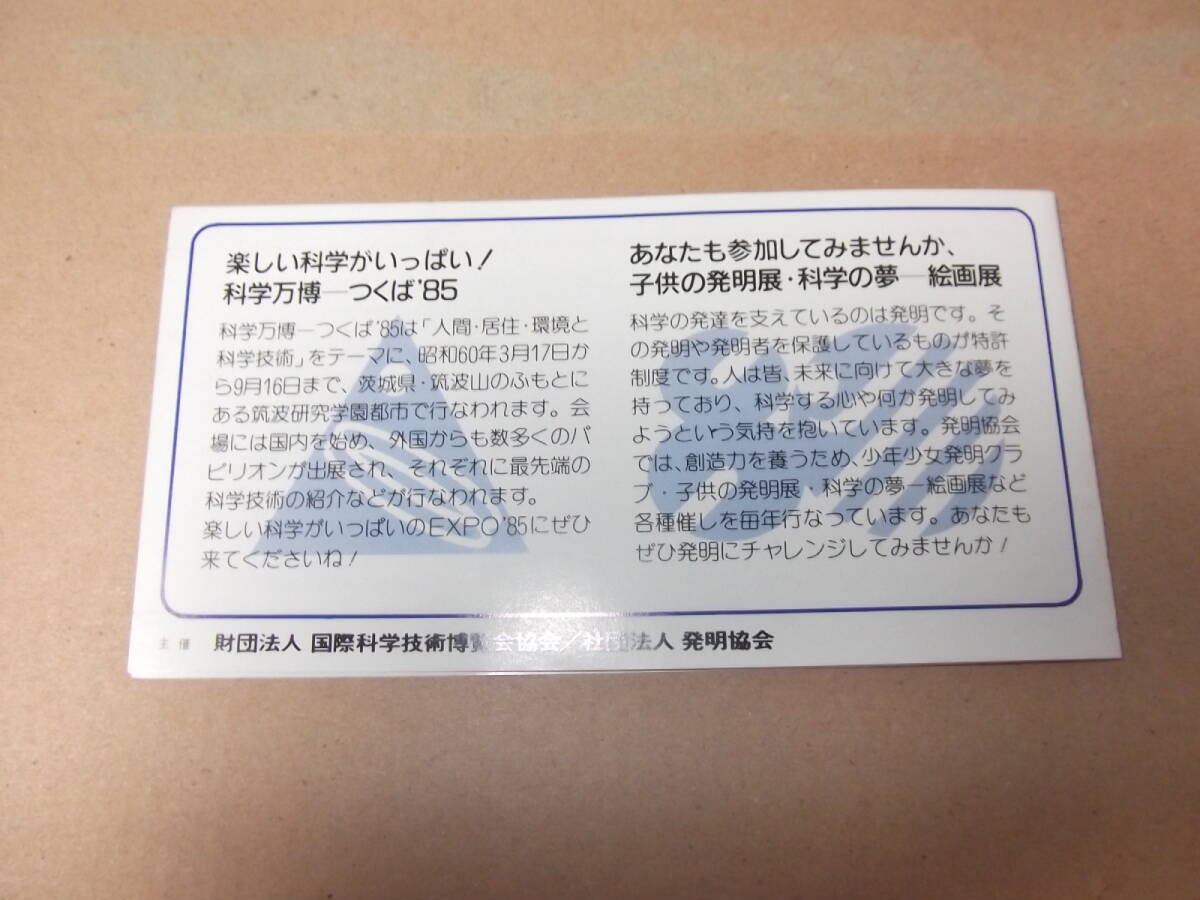 楽しい科学がいっぱい!
科学万博—つくば'85
科学万博—つくば'85は「人間・居住・環境と
科学技術」をテーマに、昭和60年3月17日か
ら9月16日まで、茨城県・筑波山のふもとに
ある筑波研究学園都市で行なわれます。会
場には国内を始め、外国からも数多くのパ
ビリオンが出展され、それぞれに最先端の
科学技術の紹介などが行なわれます。
楽しい科学がいっぱいのEXPO'85にぜひ
来てくださいね!
あなたも参加してみませんか、
子供の発明展・科学の夢—絵画展
科学の発達を支えているのは発明です。そ
の発明や発明者を保護しているものが特許
制度です。人は皆、未来に向けて大きな夢を
持っており、科学する心や何か発明してみ
ようという気持を抱いています。発明協会
では、創造力を養うため、少年少女発明クラ
ブ・子供の発明展・科学の夢—絵画展など
各種催しを毎年行なっています。あなたも
ぜひ発明にチャレンジしてみませんか!
主催 財団法人 国際科学技術博覧会協会/社団法人 発明協会